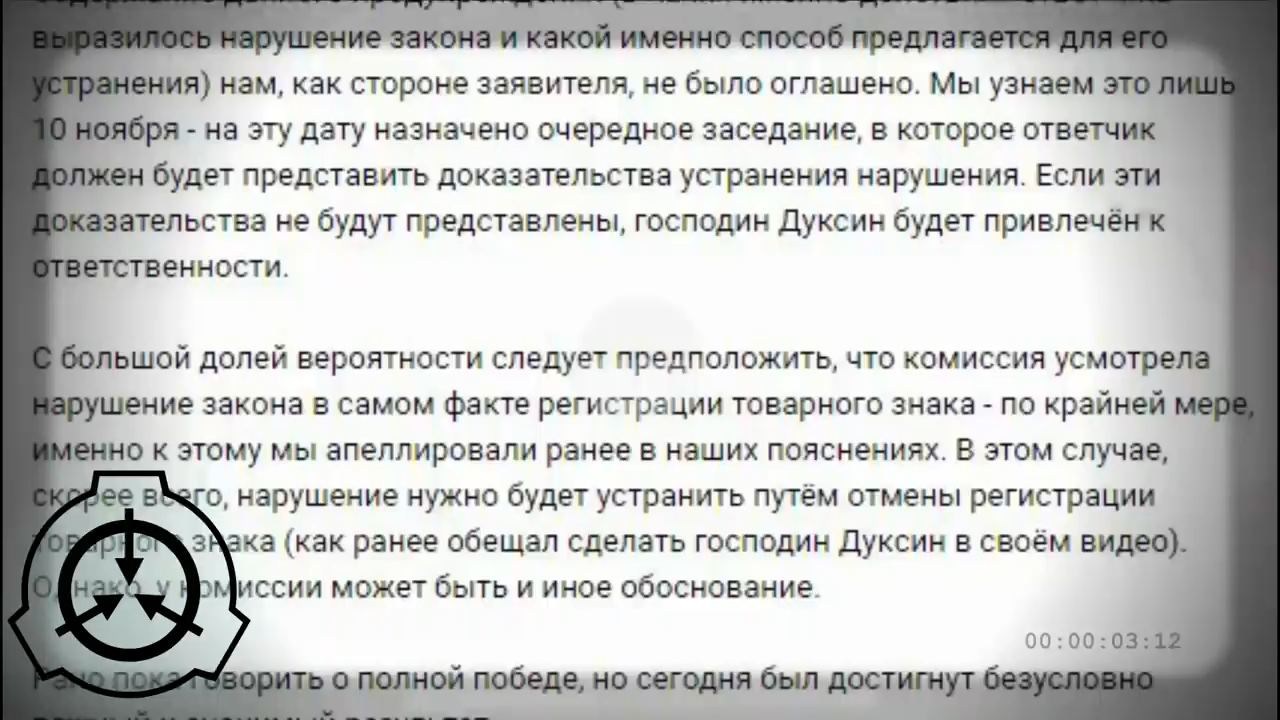 выразилось нарушение закона и какой именно способ предлагается для его
устранения) нам, как стороне заявителя, не было оглашено. Мы узнаем это лишь
10 ноября - на эту дату назначено очередное заседание, в которое ответчик
должен будет представить доказательства устранения нарушения. Если эти
доказательства не будут представлены, господин Дуксин будет привлечён к
ответственности.
С большой долей вероятности следует предположить, что комиссия усмотрела
нарушение закона в самом факте регистрации товарного знака - по крайней мере,
именно к этому мы апеллировали ранее в наших пояснениях. В этом случае,
скорее всего, нарушение нужно будет устранить путём отмены регистрации
товарного знака (как ранее обещал сделать господин Дуксин в своём видео).
Однако, у комиссии может быть и иное обоснование.
00:00:03:12
Рано пока говорить о полной победе, но сегодня был достигнут безусловно